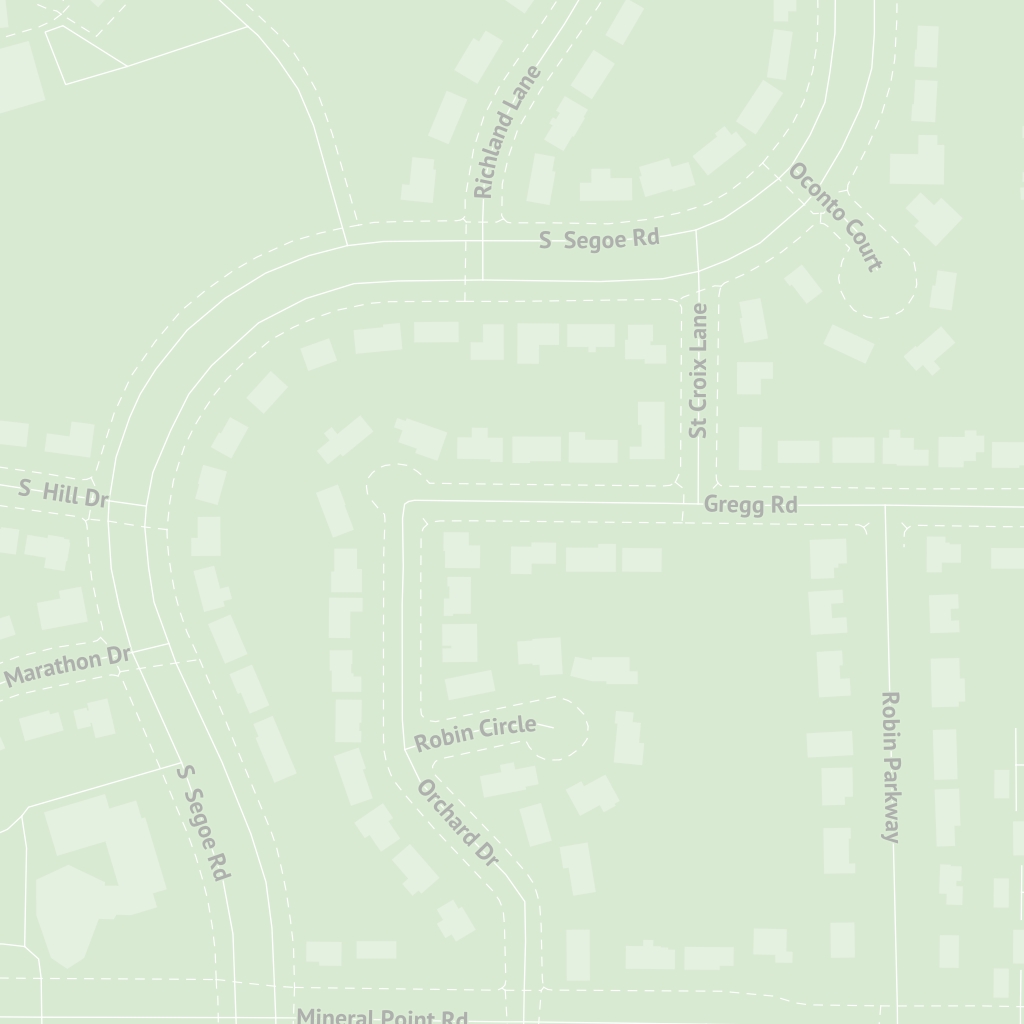 Richland Lane
Oconto Court
S Segoe Rd
St Croix Lane
S Hill Dr
Gregg Rd
Marathon Dr
Robin Circle
Robin Parkway
S Segoe Rd
Orchard Dr
Mineral Point Rd